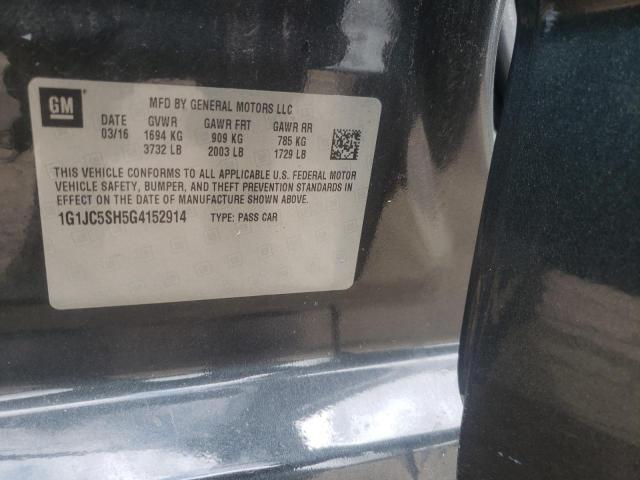 GM
MFD BY GENERAL MOTORS LLC
DATE GVWR GAWR FRT GAWR RR
03/16 1694 KG 909 KG 785 KG
3732 LB 2003 LB 1729 LB
THIS VEHICLE CONFORMS TO ALL APPLICABLE U.S. FEDERAL MOTOR
VEHICLE SAFETY, BUMPER, AND THEFT PREVENTION STANDARDS IN
EFFECT ON THE DATE OF MANUFACTURE SHOWN ABOVE.
1G1JC5SH5G4152914 TYPE: PASS CAR